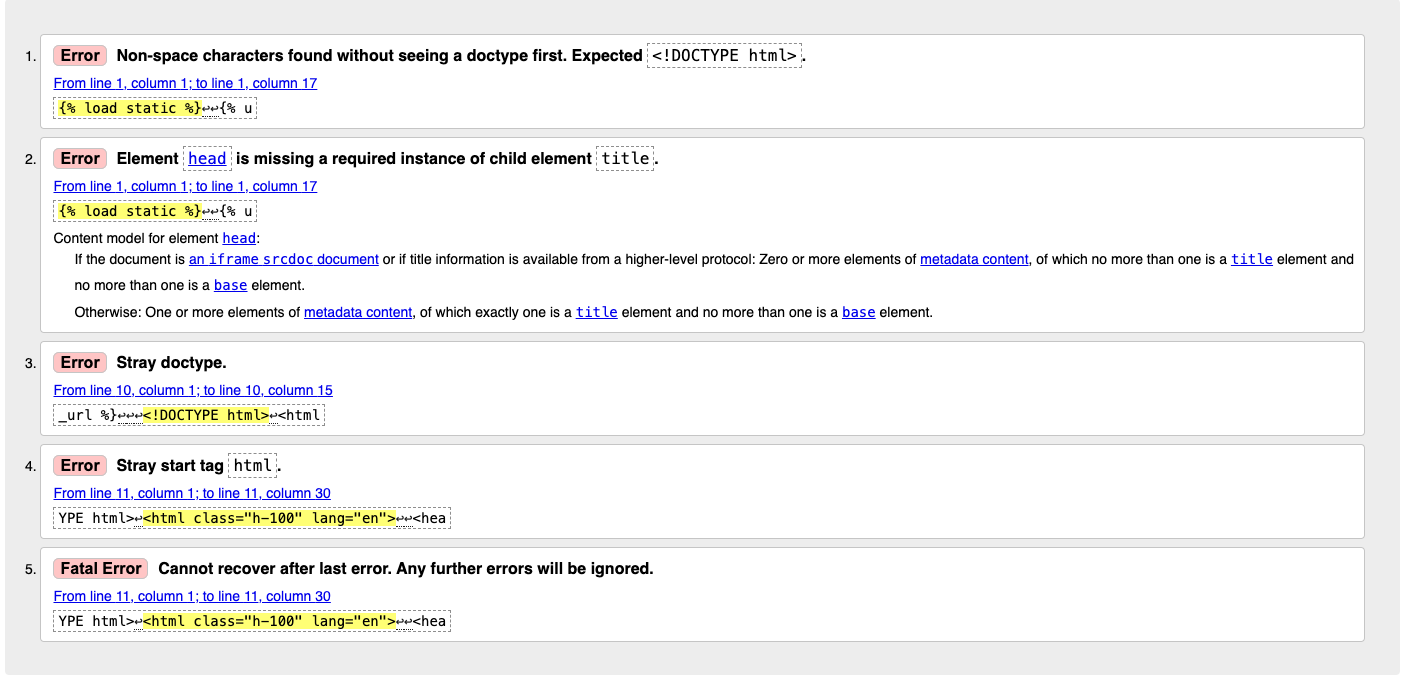 1. Error Non-space characters found without seeing a doctype first. Expected <!DOCTYPE html>.
From line 1, column 1; to line 1, column 17
{% load static %}↩↩{% u
2. Error Element head is missing a required instance of child element title.
From line 1, column 1; to line 1, column 17
{% load static %}↩↩{% u
Content model for element head:
If the document is an iframe srcdoc document or if title information is available from a higher-level protocol: Zero or more elements of metadata content, of which no more than one is a title element and
no more than one is a base element.
Otherwise: One or more elements of metadata content, of which exactly one is a title element and no more than one is a base element.
3. Error Stray doctype.
From line 10, column 1; to line 10, column 15
_url %}↩↩↩<!DOCTYPE html>↩<html
4. Error Stray start tag html.
From line 11, column 1; to line 11, column 30
YPE html>↩<html class="h-100" lang="en">↩↩<hea
5. Fatal Error Cannot recover after last error. Any further errors will be ignored.
From line 11, column 1; to line 11, column 30
YPE html>↩<html class="h-100" lang="en">↩↩<hea